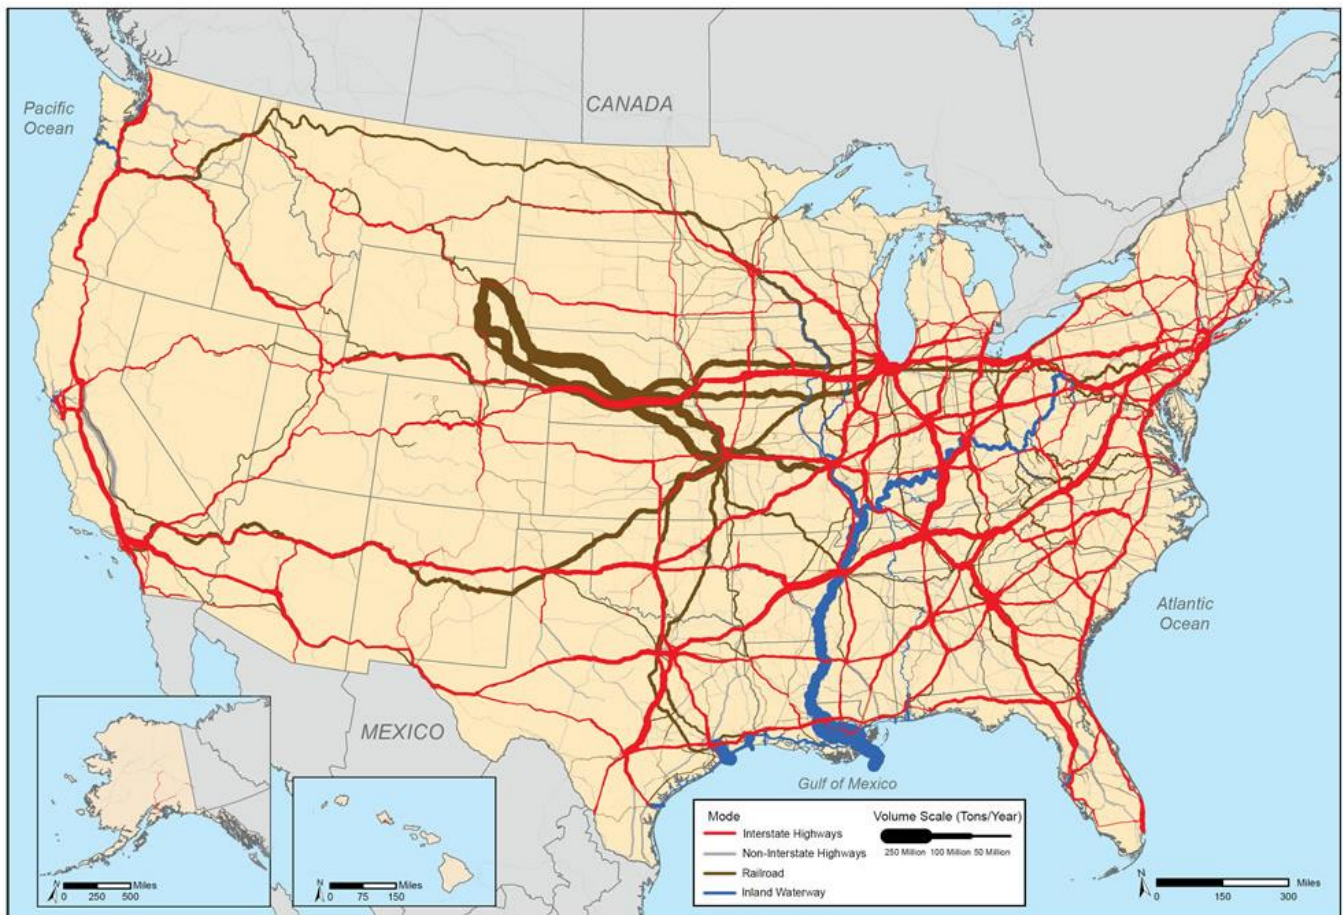 Pacific
Ocean
CANADA
Atlantic
Ocean
MEXICO
Gulf of Mexico
N
Miles
0 250 500
N
Miles
0 75 150
Mode
Interstate Highways
Non-Interstate Highways
Railroad
Inland Waterway
Volume Scale (Tons/Year)
250 Million 100 Million 50 Million
N
Miles
0 150 300